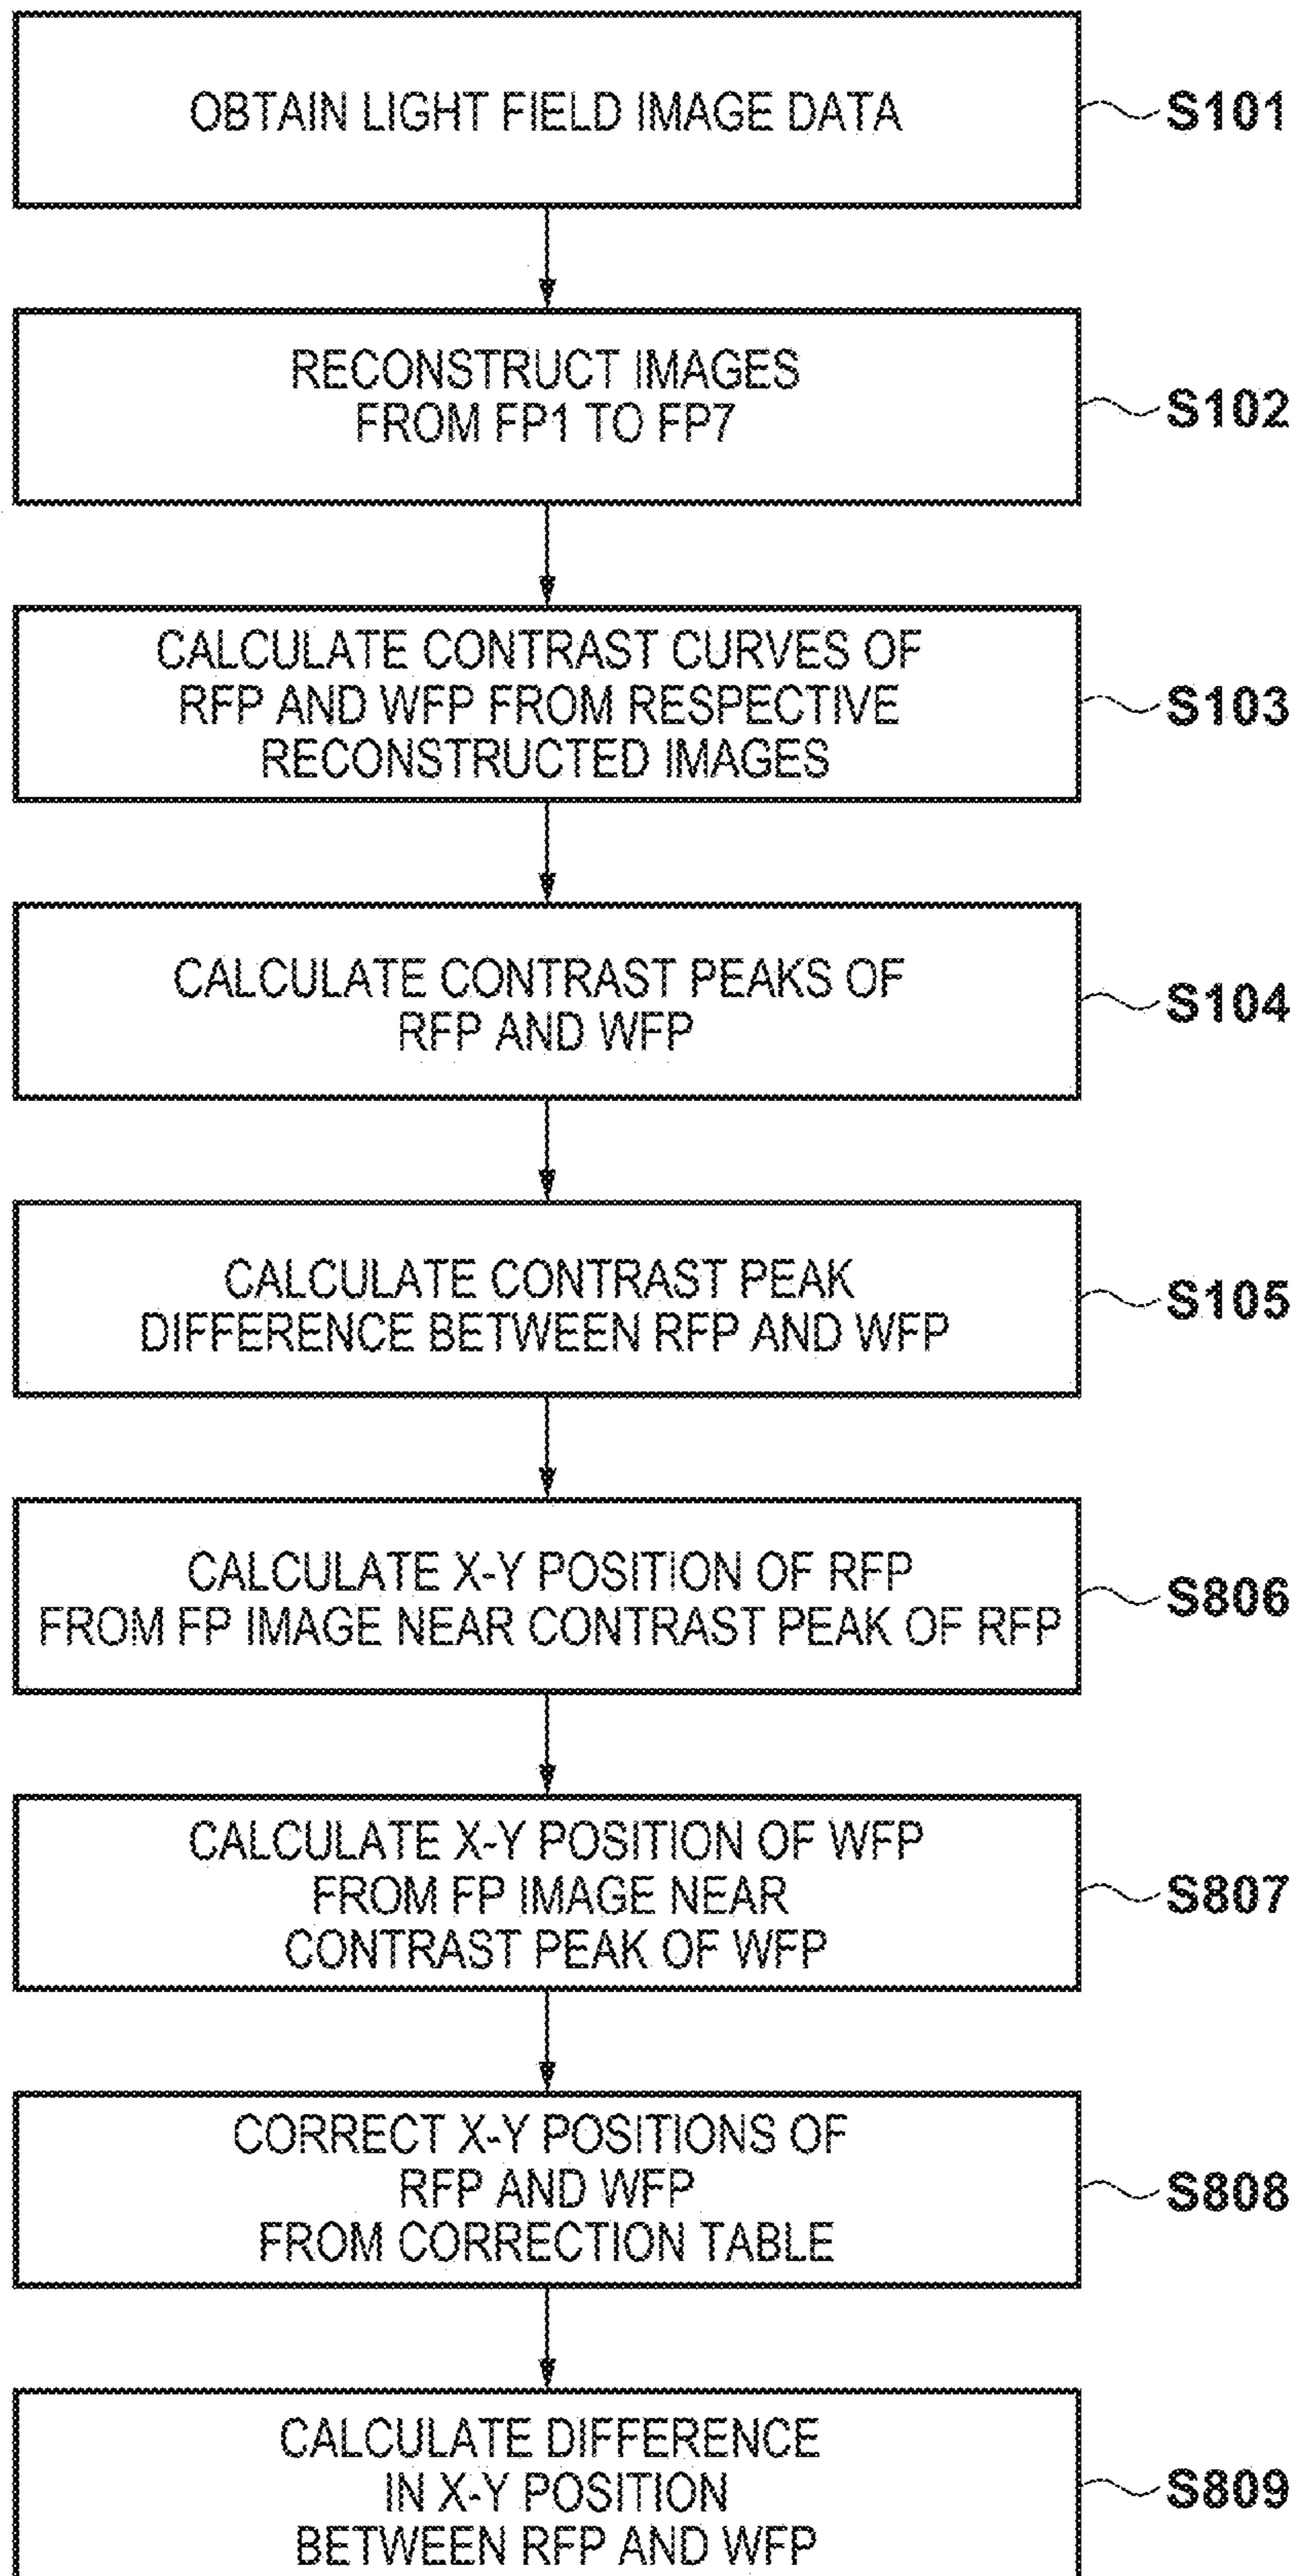 OBTAIN LIGHT FIELD IMAGE DATA
S101
RECONSTRUCT IMAGES
FROM FP1 TO FP7
S102
CALCULATE CONTRAST CURVES OF
RFP AND WFP FROM RESPECTIVE
RECONSTRUCTED IMAGES
S103
CALCULATE CONTRAST PEAKS OF
RFP AND WFP
S104
CALCULATE CONTRAST PEAK
DIFFERENCE BETWEEN RFP AND WFP
S105
CALCULATE X-Y POSITION OF RFP
FROM FP IMAGE NEAR CONTRAST PEAK OF RFP
S806
CALCULATE X-Y POSITION OF WFP
FROM FP IMAGE NEAR
CONTRAST PEAK OF WFP
S807
CORRECT X-Y POSITIONS OF
RFP AND WFP
FROM CORRECTION TABLE
S808
CALCULATE DIFFERENCE
IN X-Y POSITION
BETWEEN RFP AND WFP
S809